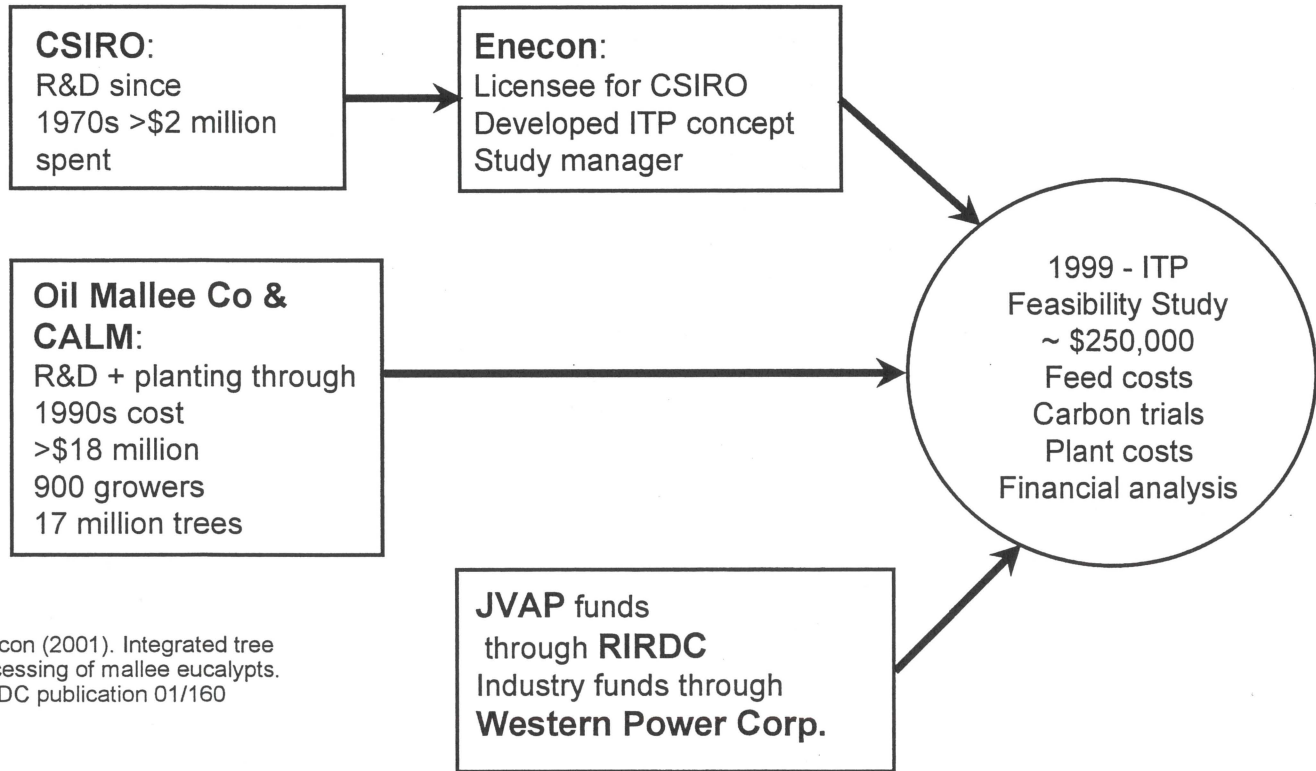 CSIRO:
R&D since
1970s >$2 million
spent
Enecon:
Licensee for CSIRO
Developed ITP concept
Study manager
Oil Mallee Co &
CALM:
R&D + planting through
1990s cost
>$18 million
900 growers
17 million trees
1999 - ITP
Feasibility Study
~ $250,000
Feed costs
Carbon trials
Plant costs
Financial analysis
JVAP funds
through RIRDC
Industry funds through
Western Power Corp.
con (2001). Integrated tree
cessing of mallee eucalypts.
DC publication 01/160